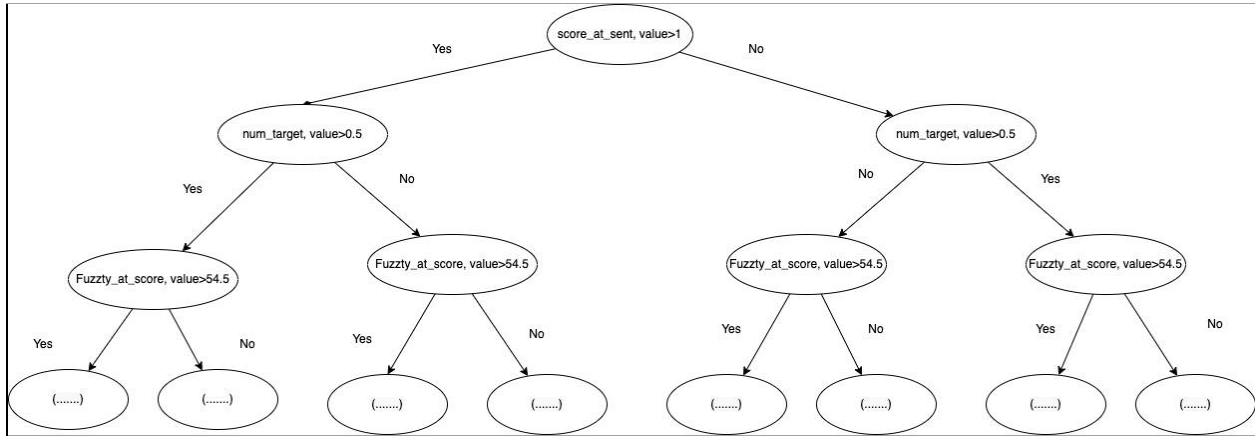 score_at_sent, value>1
Yes
No
num_target, value>0.5
num_target, value>0.5
Yes
No
No
Yes
Fuzzty_at_score, value>54.5
Fuzzty_at_score, value>54.5
Fuzzty_at_score, value>54.5
Fuzzty_at_score, value>54.5
Yes
No
Yes
No
Yes
No
Yes
No
(.......)
(.......)
(.......)
(.......)
(.......)
(.......)
(.......)
(.......)